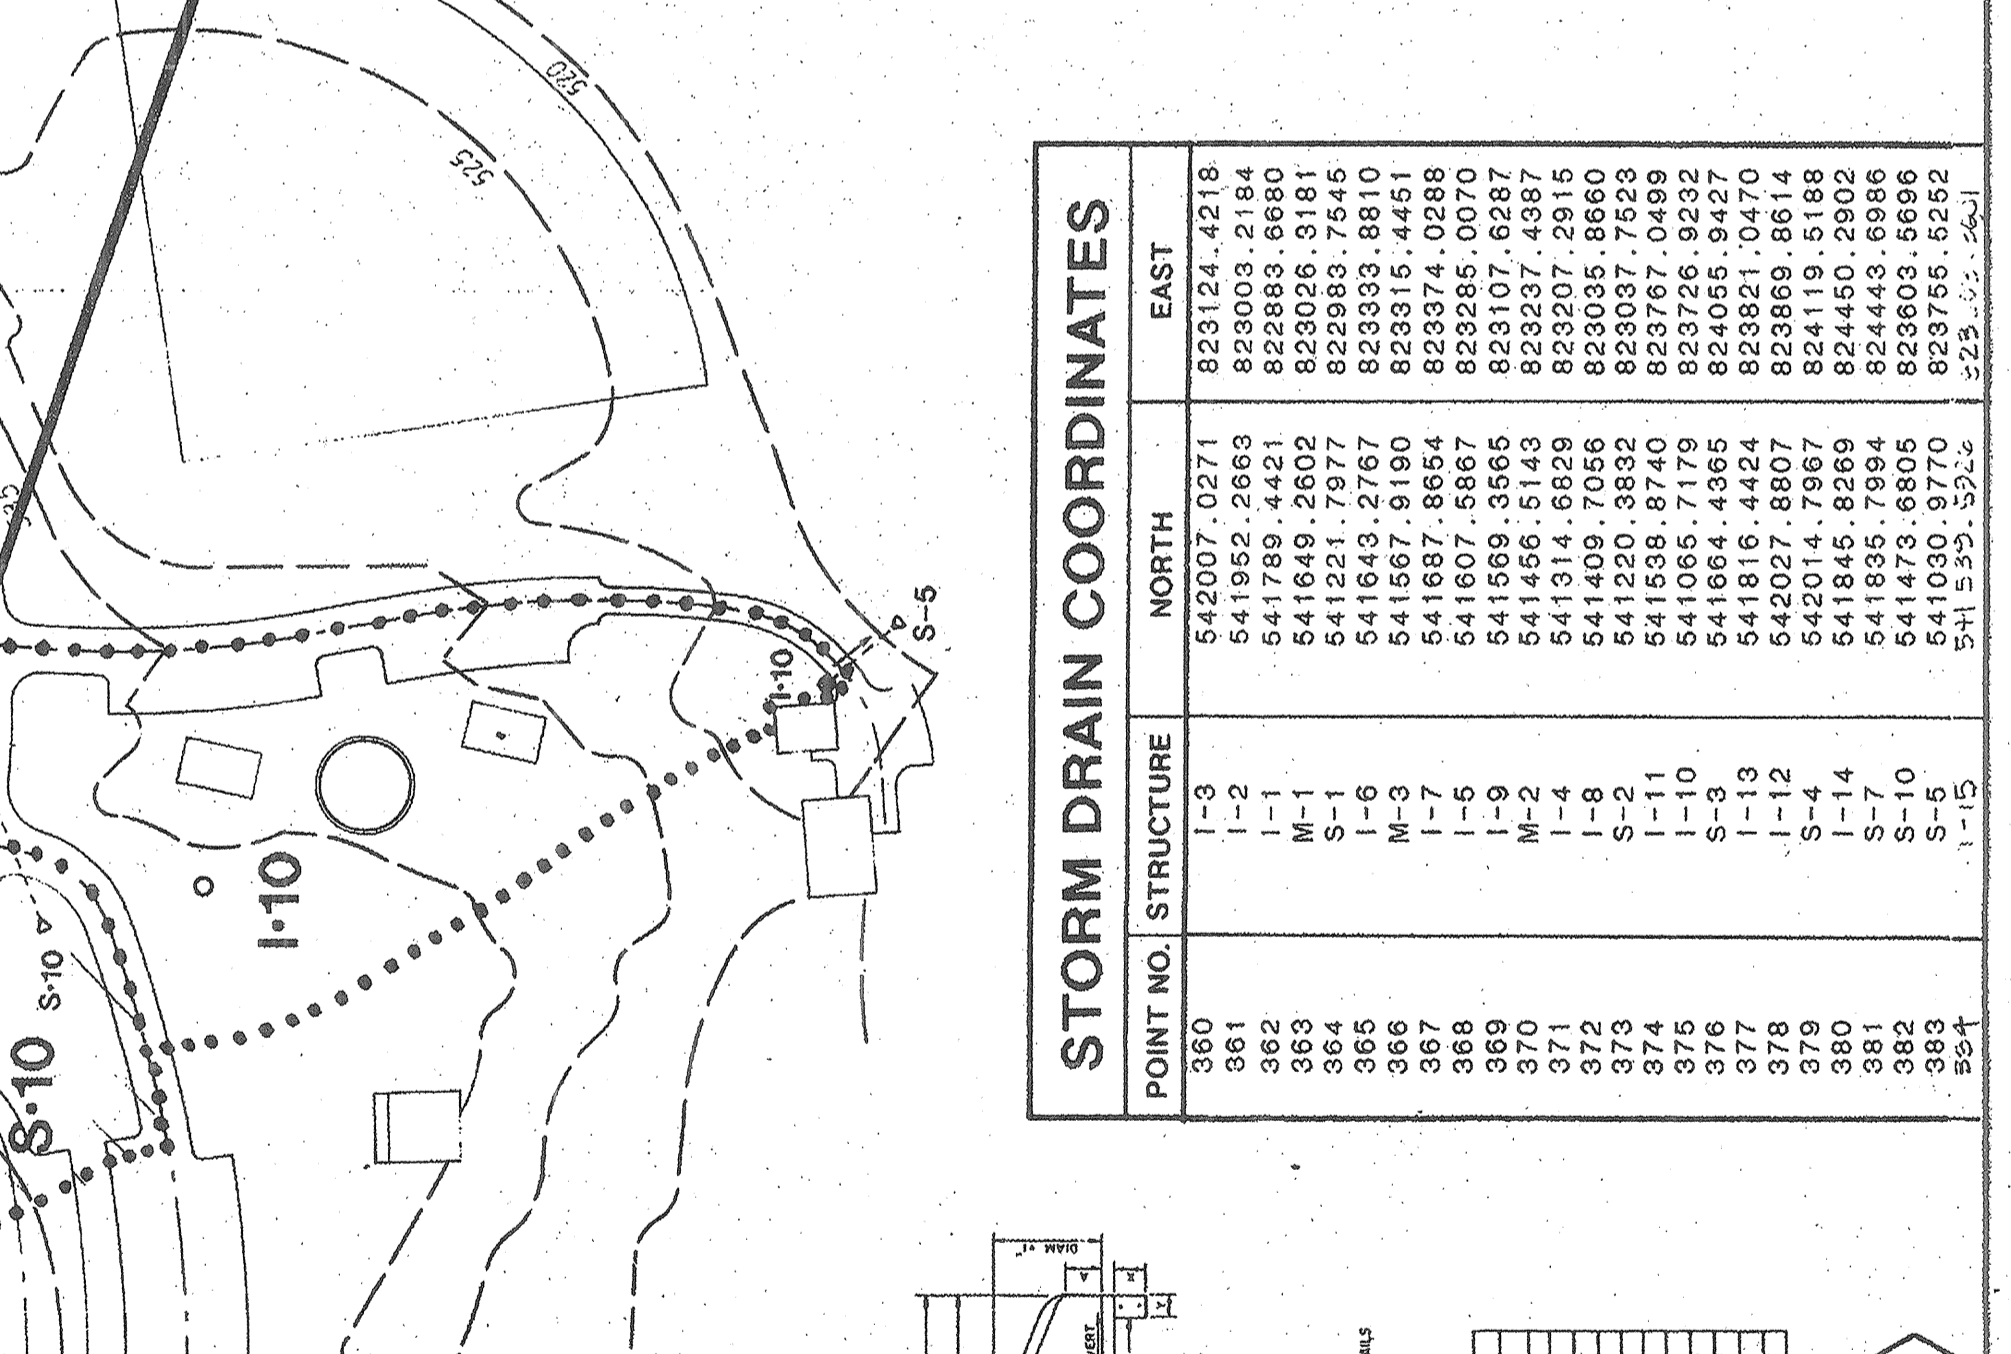 520
525
S-5
I-10
I-10
S-10
S-10
STORM DRAIN COORDINATES
POINT NO. STRUCTURE NORTH EAST
360 I-3 542007.0271 823124.4218
361 I-2 541952.2663 823003.2184
362 I-1 541789.4421 822883.6680
363 M-1 541649.2602 823026.3181
364 S-1 541221.7977 822983.7545
365 I-6 541643.2767 823333.8810
366 M-3 541567.9190 823315.4451
367 I-7 541687.8654 823374.0288
368 I-5 541607.5867 823285.0070
369 I-9 541569.3565 823107.6287
370 M-2 541456.5143 823237.4387
371 I-4 541314.6829 823207.2915
372 I-8 541409.7056 823035.8660
373 S-2 541220.3832 823037.7523
374 I-11 541538.8740 823767.0499
375 I-10 541065.7179 823726.9232
376 S-3 541664.4365 824055.9427
377 I-13 541816.4424 823821.0470
378 I-12 542027.8807 823869.8614
379 S-4 542014.7967 824119.5188
380 I-14 541845.8269 824450.2902
381 S-7 541835.7994 824443.6986
382 S-10 541473.6805 823603.5696
383 S-5 541030.9770 823755.5252
384 I-15
DIAM +1"